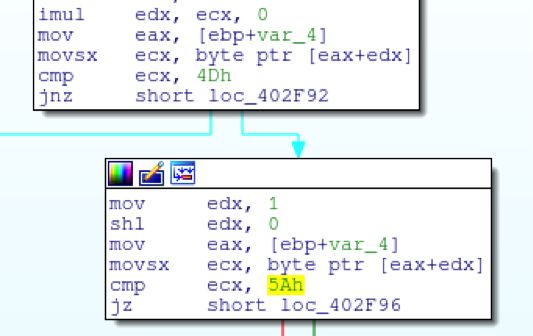 imul edx, ecx, 0
mov eax, [ebp+var_4]
movsx ecx, byte ptr [eax+edx]
cmp ecx, 4Dh
jnz short loc_402F92
mov edx, 1
shl edx, 0
mov eax, [ebp+var_4]
movsx ecx, byte ptr [eax+edx]
cmp ecx, 5Ah
jz short loc_402F96